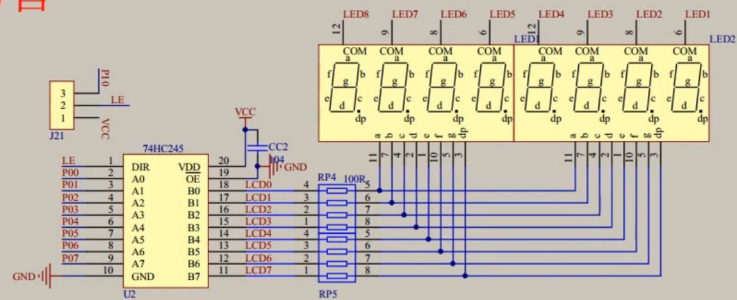 LED8 LED7 LED6 LED5 LED4 LED3 LED2 LED1
12 9 8 6 12 9 8 6
LED1 LED2
COM COM COM COM COM COM COM COM
a a a a a a a a
f b f b f b f b f b f b f b f b
g g g g g g g g
e d c e d c e d c e d c e d c e d c e d c e d c
dp dp dp dp dp dp dp dp
a b c d e f g dp a b c d e f g dp
11 7 4 2 1 10 5 3 11 7 4 2 1 10 5 3
P10
3
2 LE
1
VCC
J21
VCC
CC2
104
GND
74HC245
LE 1 DIR VDD 20
P00 2 A0 OE 19
P01 3 A1 B0 18 LCD0 4 RP4 100R 5
P02 4 A2 B1 17 LCD1 3 6
P03 5 A3 B2 16 LCD2 2 7
P04 6 A4 B3 15 LCD3 1 8
P05 7 A5 B4 14 LCD4 4 5
P06 8 A6 B5 13 LCD5 3 6
P07 9 A7 B6 12 LCD6 2 7
GND 10 GND B7 11 LCD7 1 8
U2 RP5